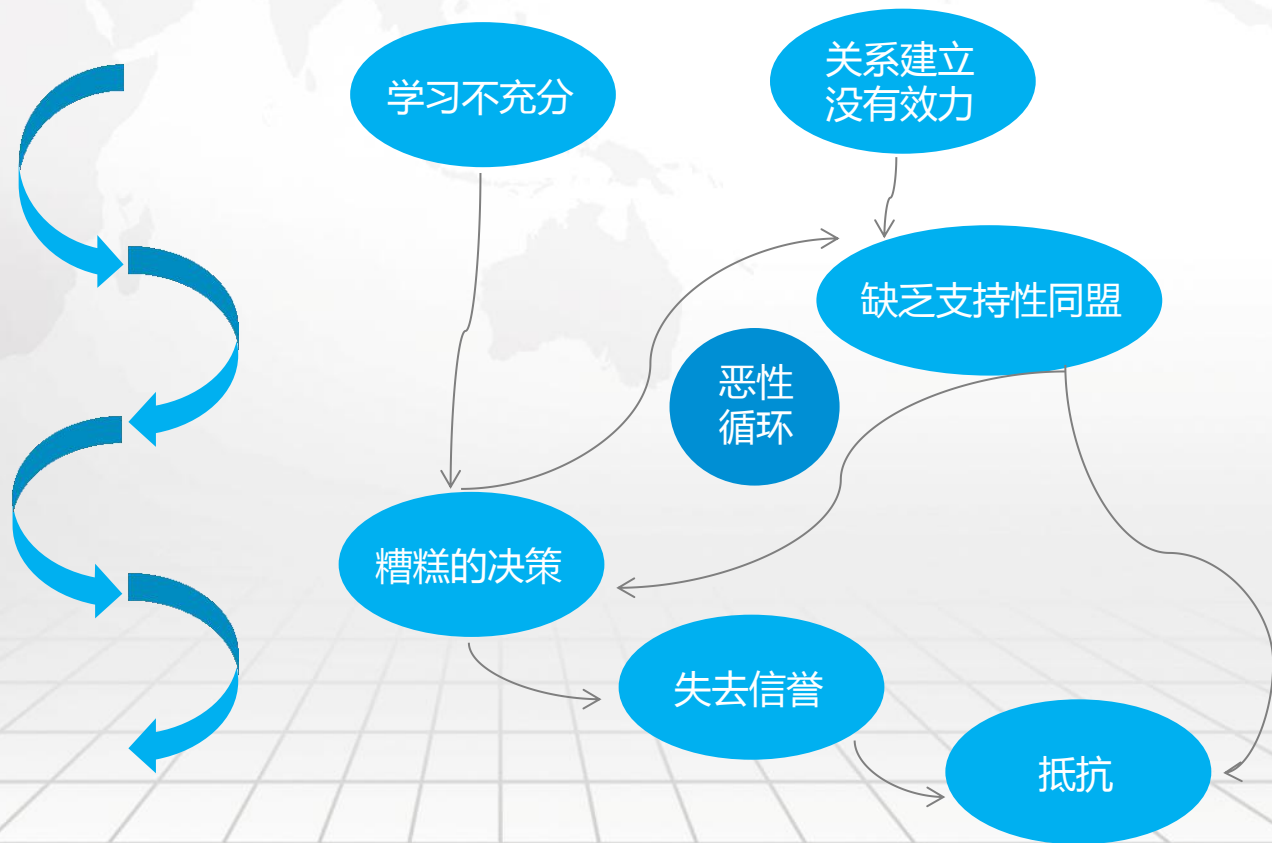 学习不充分
关系建立
没有效力
缺乏支持性同盟
恶性
循环
糟糕的决策
失去信誉
抵抗